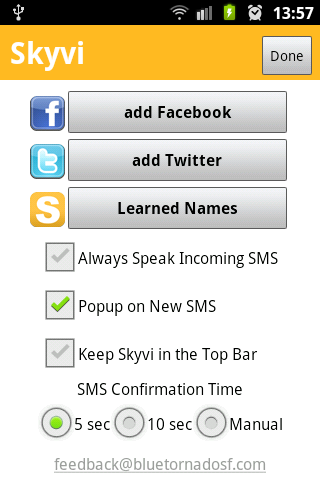 13:57
Skyvi
Done
add Facebook
add Twitter
Learned Names
Always Speak Incoming SMS
Popup on New SMS
Keep Skyvi in the Top Bar
SMS Confirmation Time
5 sec 10 sec Manual
feedback@bluetornadosf.com